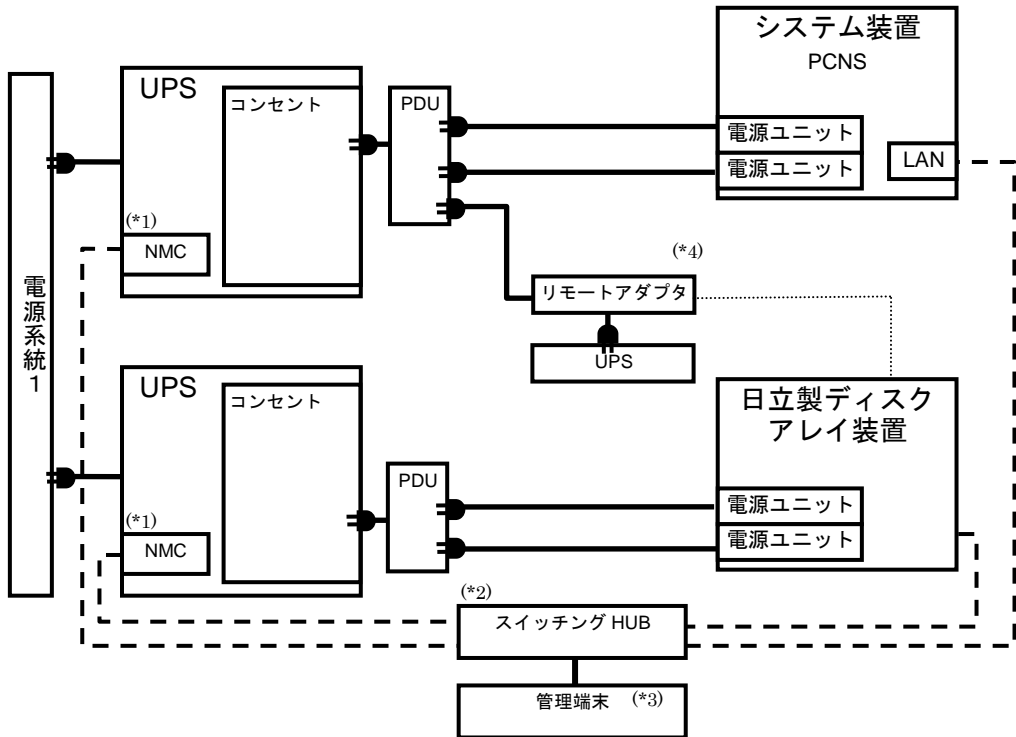 システム装置
PCNS
UPS
コンセント
PDU
電源ユニット
電源ユニット
LAN
(*1)
NMC
(*4)
リモートアダプタ
UPS
電源系統1
UPS
コンセント
PDU
日立製ディスク
アレイ装置
電源ユニット
電源ユニット
(*1)
NMC
(*2)
スイッチング HUB
管理端末 (*3)